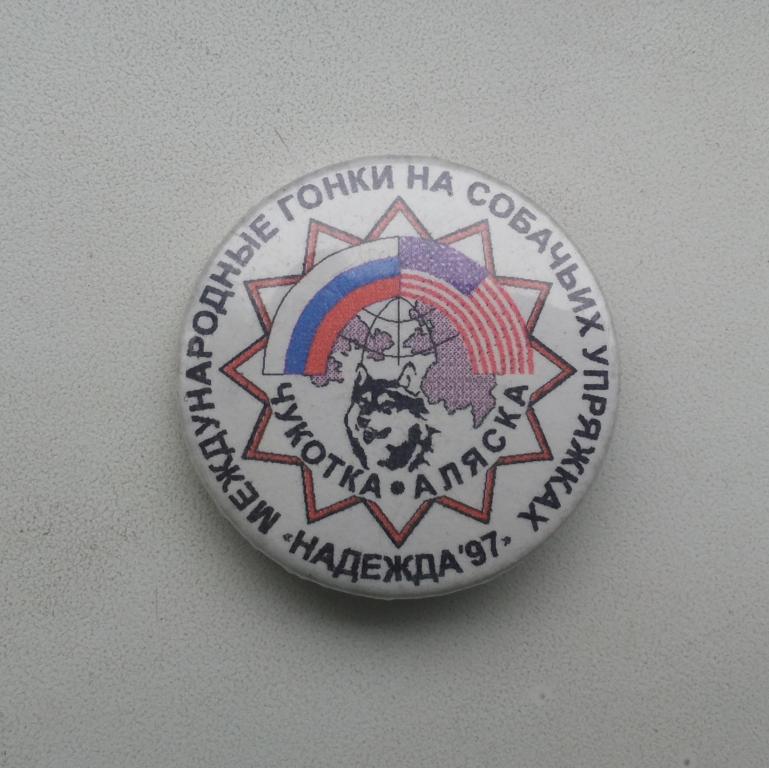 МЕЖДУНАРОДНЫЕ ГОНКИ НА СОБАЧЬИХ УПРЯЖКАХ
«НАДЕЖДА'97»
ЧУКОТКА • АЛЯСКА